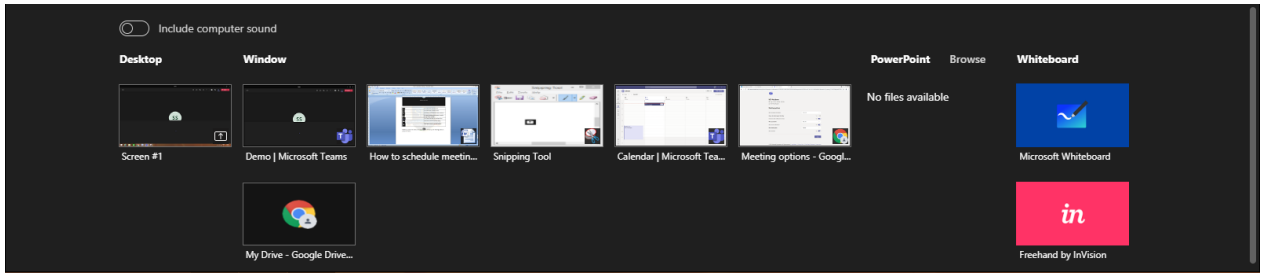 Include computer sound
Desktop
Window
PowerPoint
Browse
Whiteboard
No files available
Screen #1
Demo | Microsoft Teams
How to schedule meetin...
Snipping Tool
Calendar | Microsoft Tea...
Meeting options - Googl...
Microsoft Whiteboard
in
My Drive - Google Drive...
Freehand by InVision